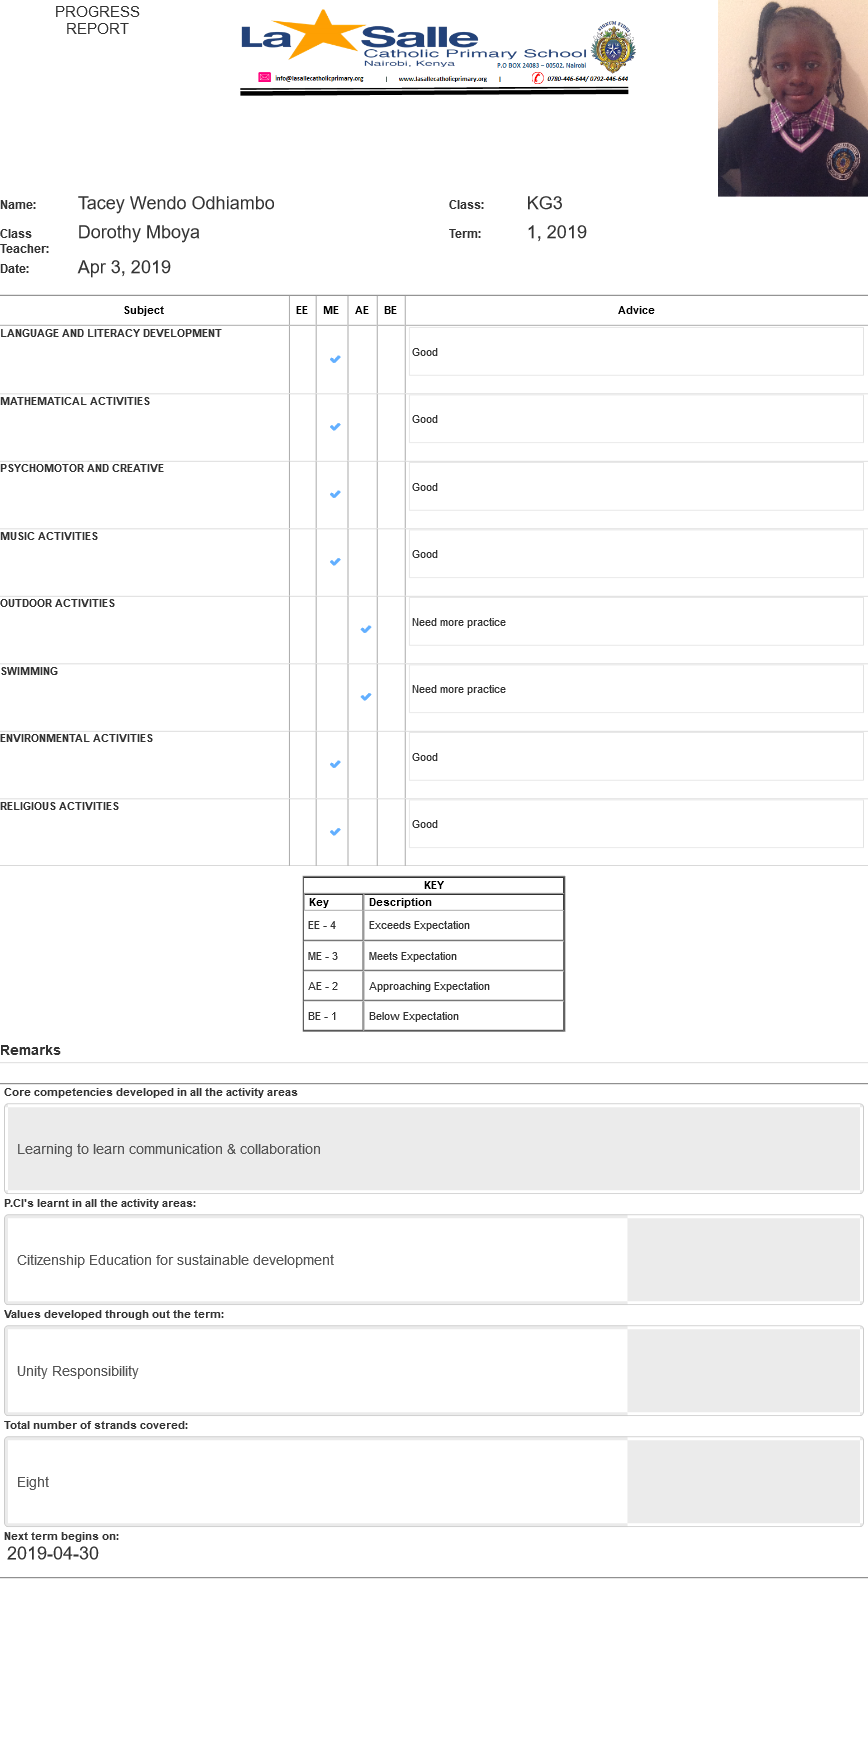 PROGRESS
REPORT
La Salle
Catholic Primary School
Nairobi, Kenya
P.O BOX 24083 – 00502, Nairobi
info@lasallecatholicprimary.org | www.lasallecatholicprimary.org | 0780-446-644/ 0792-446-644
Name: Tacey Wendo Odhiambo Class: KG3
Class Teacher: Dorothy Mboya Term: 1, 2019
Date: Apr 3, 2019
Subject EE ME AE BE Advice
LANGUAGE AND LITERACY DEVELOPMENT
Good
MATHEMATICAL ACTIVITIES
Good
PSYCHOMOTOR AND CREATIVE
Good
MUSIC ACTIVITIES
Good
OUTDOOR ACTIVITIES
Need more practice
SWIMMING
Need more practice
ENVIRONMENTAL ACTIVITIES
Good
RELIGIOUS ACTIVITIES
Good
KEY
Key Description
EE - 4 Exceeds Expectation
ME - 3 Meets Expectation
AE - 2 Approaching Expectation
BE - 1 Below Expectation
Remarks
Core competencies developed in all the activity areas
Learning to learn communication & collaboration
P.CI's learnt in all the activity areas:
Citizenship Education for sustainable development
Values developed through out the term:
Unity Responsibility
Total number of strands covered:
Eight
Next term begins on:
2019-04-30